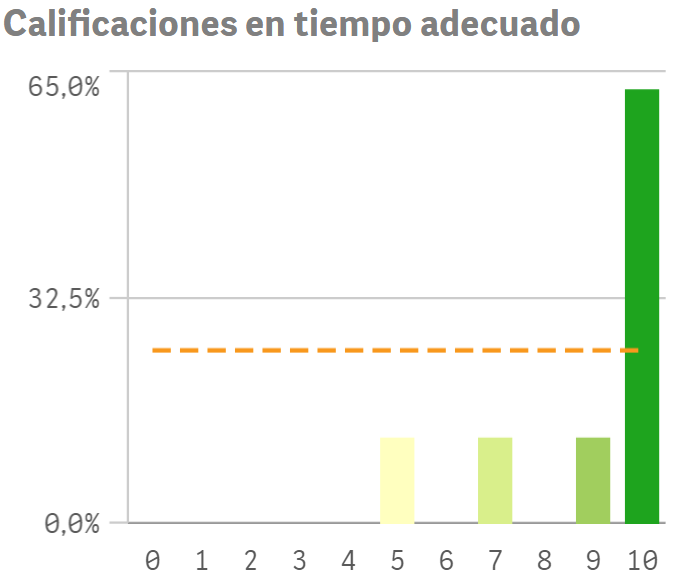 Calificaciones en tiempo adecuado
65,0%
32,5%
0,0%
0 1 2 3 4 5 6 7 8 9 10